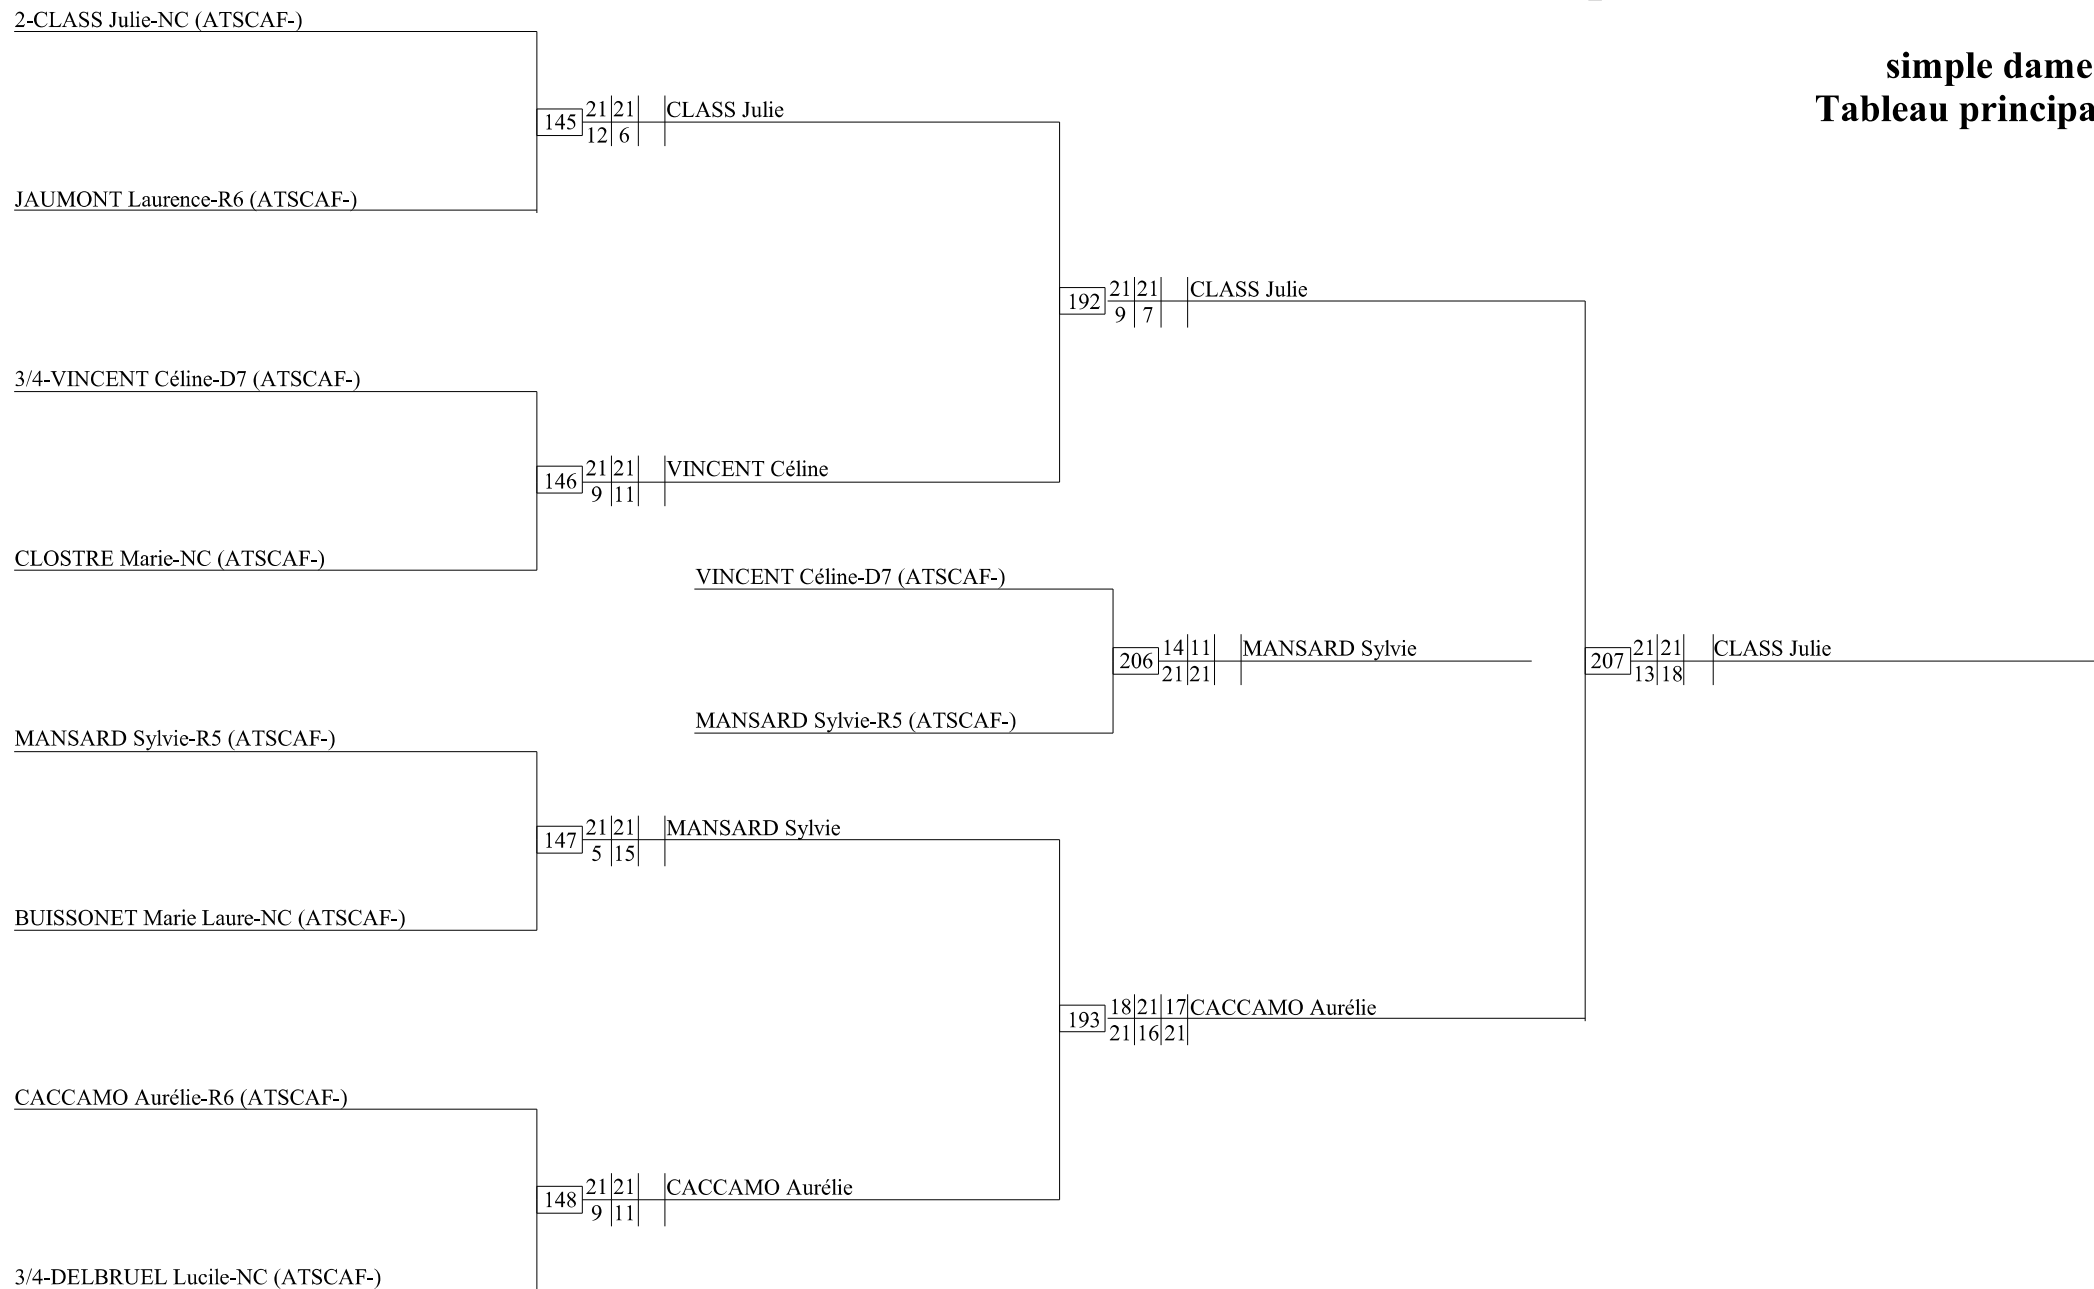 2-CLASS Julie-NC (ATSCAF-)
simple dame
Tableau principa
145 21 21 CLASS Julie
12 6
JAUMONT Laurence-R6 (ATSCAF-)
192 21 21 CLASS Julie
9 7
3/4-VINCENT Céline-D7 (ATSCAF-)
146 21 21 VINCENT Céline
9 11
CLOSTRE Marie-NC (ATSCAF-)
VINCENT Céline-D7 (ATSCAF-)
206 14 11 MANSARD Sylvie
21 21
207 21 21 CLASS Julie
13 18
MANSARD Sylvie-R5 (ATSCAF-)
MANSARD Sylvie-R5 (ATSCAF-)
147 21 21 MANSARD Sylvie
5 15
BUISSONET Marie Laure-NC (ATSCAF-)
193 18 21 17 CACCAMO Aurélie
21 16 21
CACCAMO Aurélie-R6 (ATSCAF-)
148 21 21 CACCAMO Aurélie
9 11
3/4-DELBRUEL Lucile-NC (ATSCAF-)